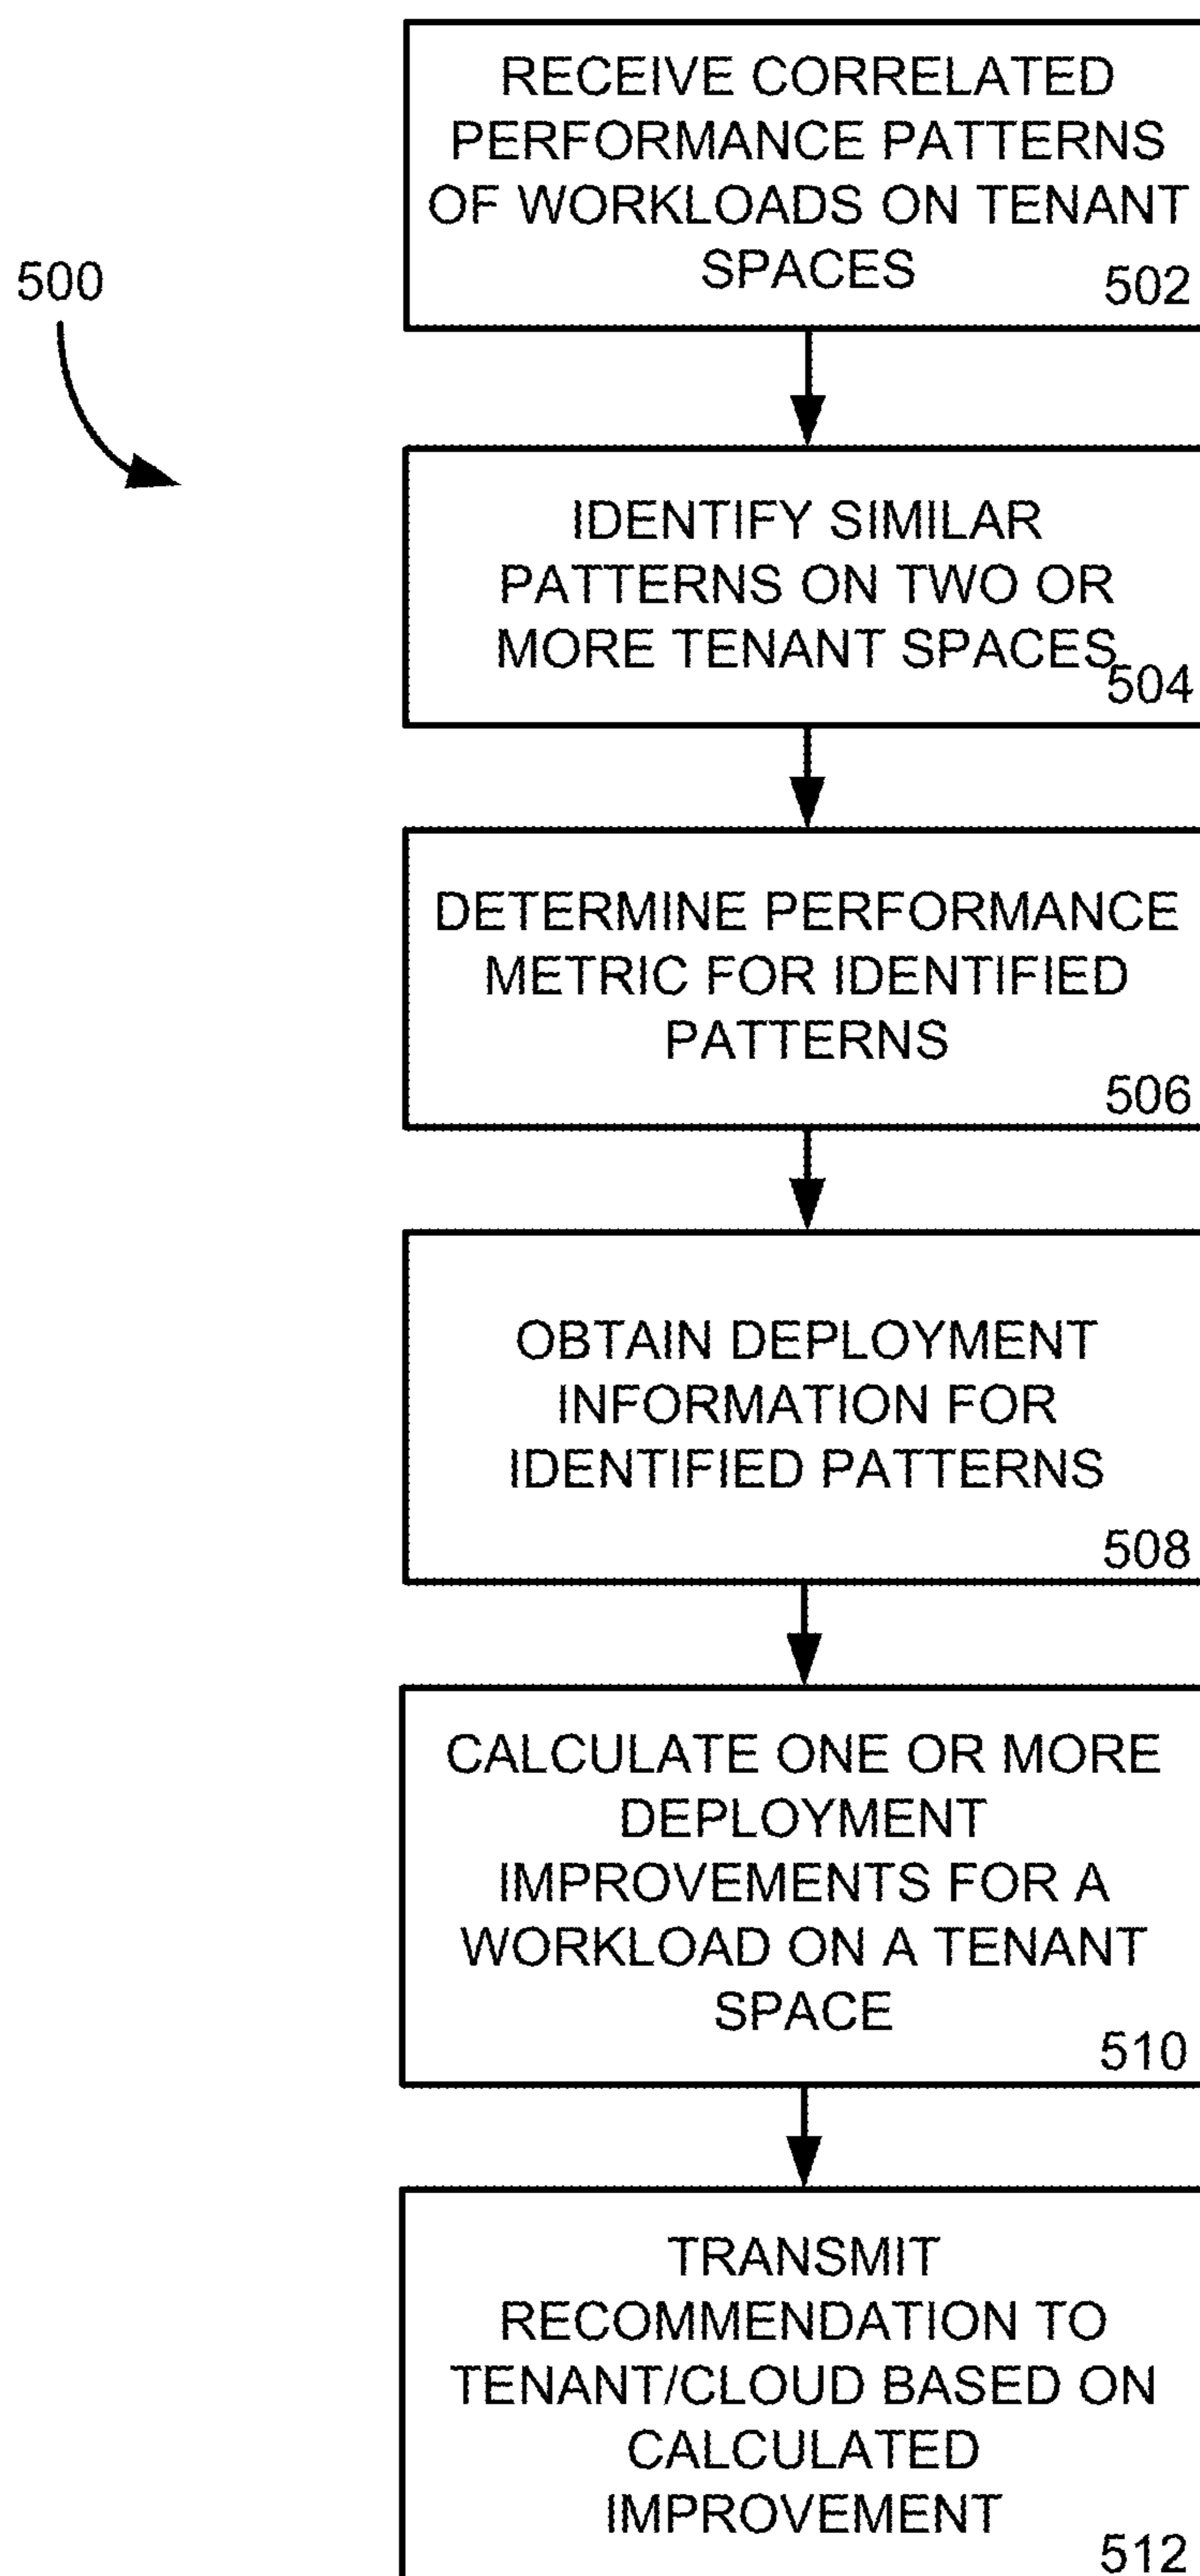 500
RECEIVE CORRELATED
PERFORMANCE PATTERNS
OF WORKLOADS ON TENANT
SPACES
502
IDENTIFY SIMILAR
PATTERNS ON TWO OR
MORE TENANT SPACES
504
DETERMINE PERFORMANCE
METRIC FOR IDENTIFIED
PATTERNS
506
OBTAIN DEPLOYMENT
INFORMATION FOR
IDENTIFIED PATTERNS
508
CALCULATE ONE OR MORE
DEPLOYMENT
IMPROVEMENTS FOR A
WORKLOAD ON A TENANT
SPACE
510
TRANSMIT
RECOMMENDATION TO
TENANT/CLOUD BASED ON
CALCULATED
IMPROVEMENT
512